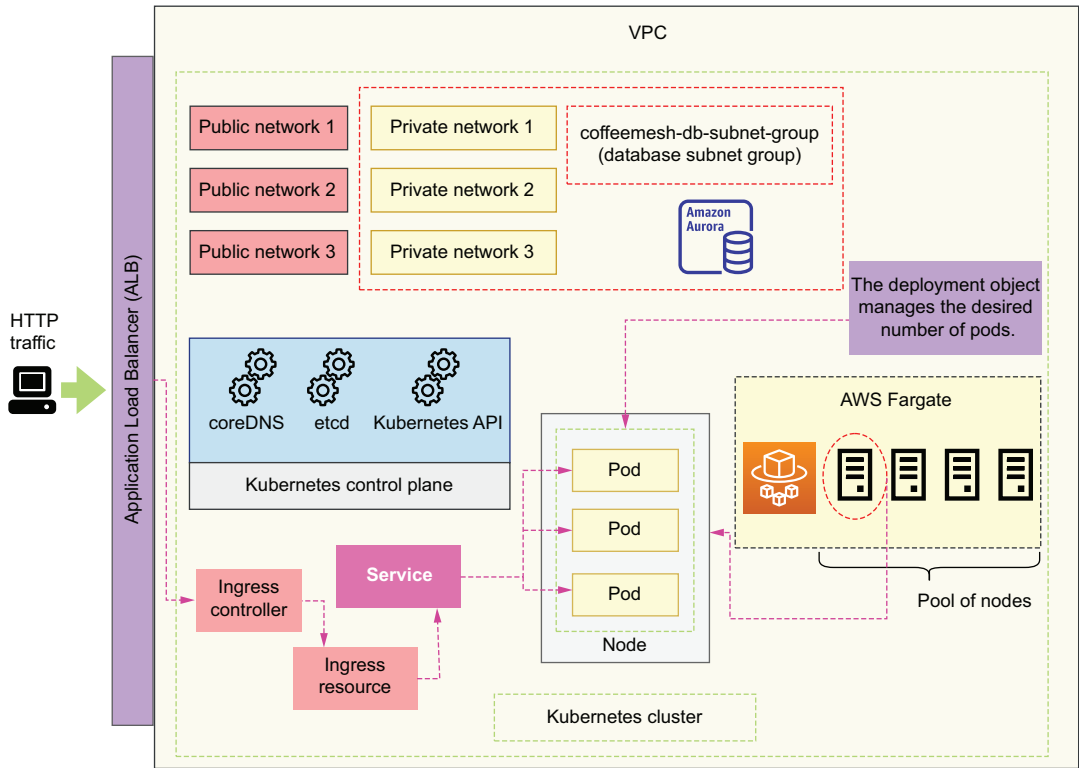 VPC
Public network 1
Private network 1
coffeemesh-db-subnet-group
(database subnet group)
Public network 2
Private network 2
Amazon
Aurora
Public network 3
Private network 3
Application Load Balancer (ALB)
HTTP
traffic
The deployment object
manages the desired
number of pods.
coreDNS
etcd
Kubernetes API
Kubernetes control plane
AWS Fargate
Pod
Pod
Pod
Node
Pool of nodes
Service
Ingress
controller
Ingress
resource
Kubernetes cluster